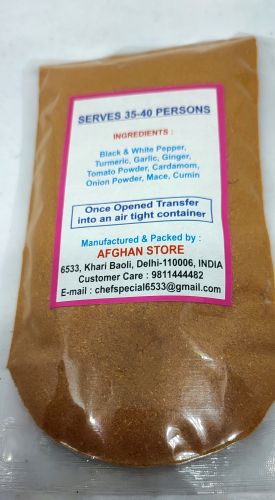 SERVES 35-40 PERSONS
INGREDIENTS :
Black & White Pepper,
Turmeric, Garlic, Ginger,
Tomato Powder, Cardamom,
Onion Powder, Mace, Cumin
Once Opened Transfer
into an air tight container
Manufactured & Packed by :
AFGHAN STORE
6533, Khari Baoli, Delhi-110006, INDIA
Customer Care : 9811444482
E-mail : chefspecial6533@gmail.com